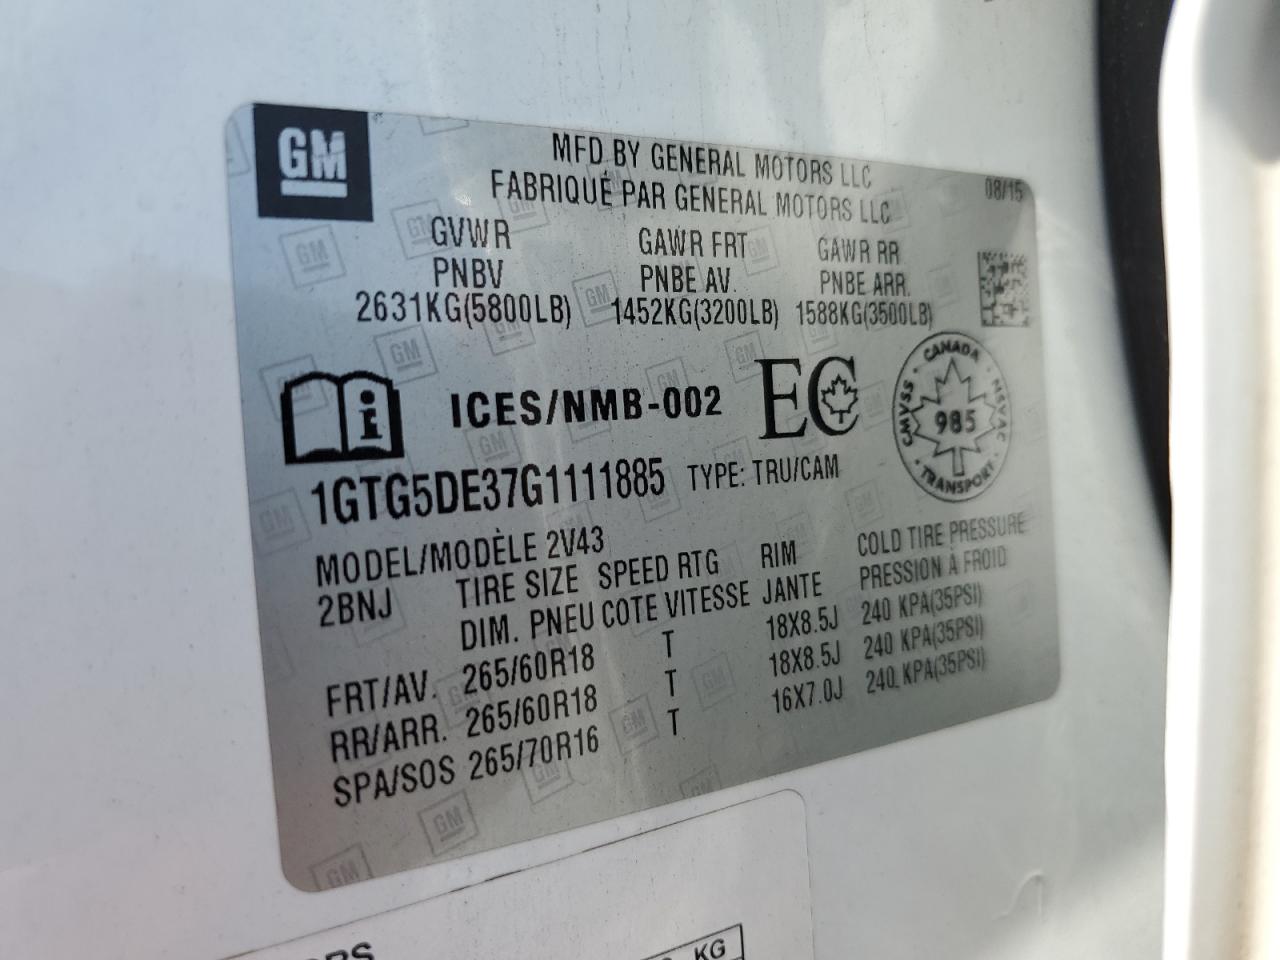 GM
MFD BY GENERAL MOTORS LLC
FABRIQUÉ PAR GENERAL MOTORS LLC
08/15
GVWR GAWR FRT GAWR RR
PNBV PNBE AV. PNBE ARR.
2631KG(5800LB) 1452KG(3200LB) 1588KG(3500LB)
ICES/NMB-002 EC
CANADA
CMVSS 985 NSVAC
TRANSPORT
1GTG5DE37G1111885 TYPE: TRU/CAM
MODEL/MODÈLE 2V43
2BNJ TIRE SIZE SPEED RTG RIM COLD TIRE PRESSURE
DIM. PNEU COTE VITESSE JANTE PRESSION À FROID
FRT/AV. 265/60R18 T 18X8.5J 240 KPA(35PSI)
RR/ARR. 265/60R18 T 18X8.5J 240 KPA(35PSI)
SPA/SOS 265/70R16 T 16X7.0J 240 KPA(35PSI)
KG